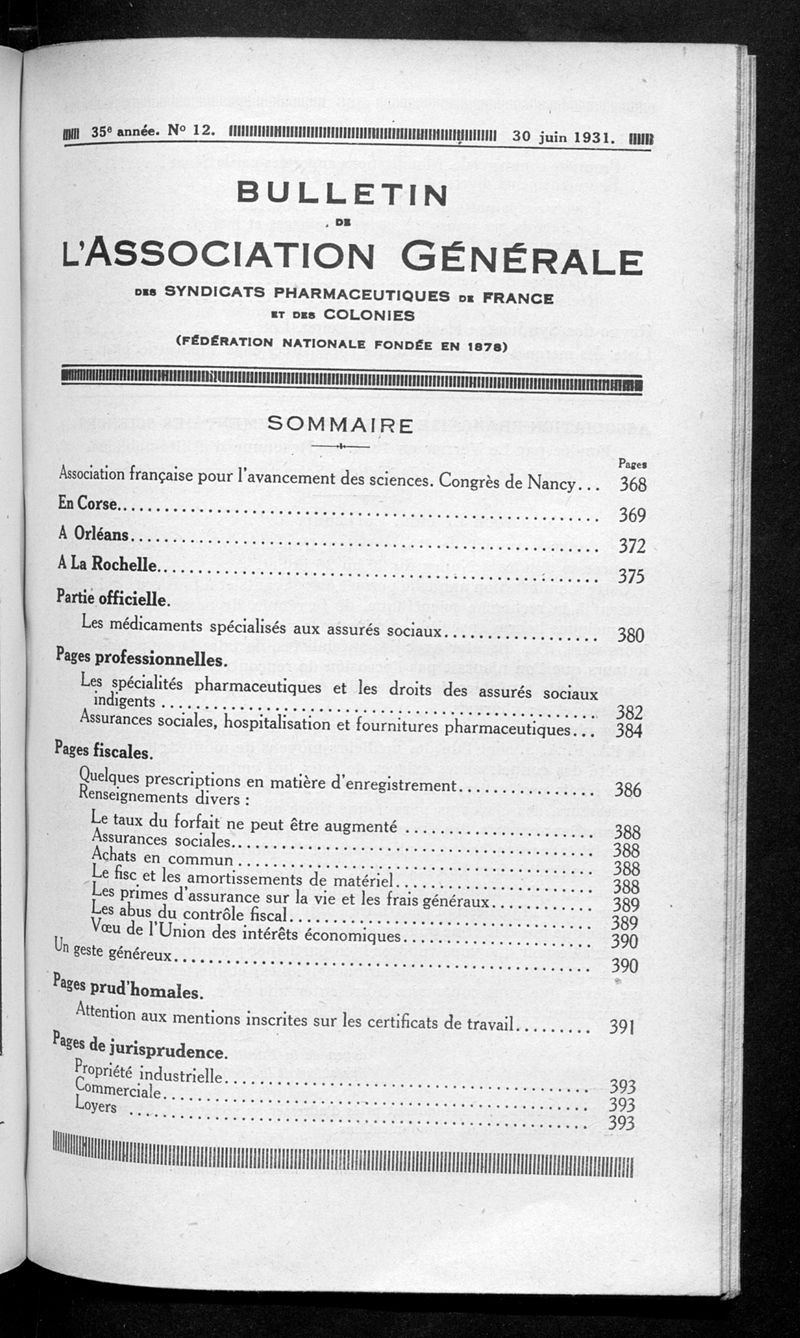 35e année. No 12. 30 juin 1931.
BULLETIN
DE
L'ASSOCIATION GÉNÉRALE
DES SYNDICATS PHARMACEUTIQUES DE FRANCE
ET DES COLONIES
(FÉDÉRATION NATIONALE FONDÉE EN 1878)
SOMMAIRE
Pages
Association française pour l'avancement des sciences. Congrès de Nancy... 368
En Corse........ 369
A Orléans........ 372
A La Rochelle........ 375
Partie officielle.
Les médicaments spécialisés aux assurés sociaux........ 380
Pages professionnelles.
Les spécialités pharmaceutiques et les droits des assurés sociaux
indigents ........ 382
Assurances sociales, hospitalisation et fournitures pharmaceutiques... 384
Pages fiscales.
Quelques prescriptions en matière d'enregistrement........ 386
Renseignements divers :
Le taux du forfait ne peut être augmenté ........ 388
Assurances sociales........ 388
Achats en commun ........ 388
Le fisc et les amortissements de matériel........ 388
Les primes d'assurance sur la vie et les frais généraux........ 389
Les abus du contrôle fiscal........ 389
Vœu de l'Union des intérêts économiques........ 390
Un geste généreux........ 390
Pages prud'homales.
Attention aux mentions inscrites sur les certificats de travail........ 391
Pages de jurisprudence.
Propriété industrielle........ 393
Commerciale........ 393
Loyers ........ 393